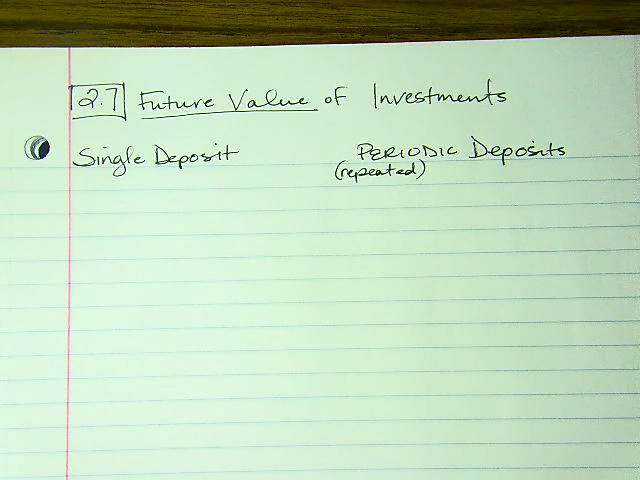 2.7 Future Value of Investments
Single Deposit PERIODIC Deposits
(repeated)